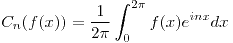 C_n(f(x)) = \frac{1}{2\pi} \int_0^{2\pi} f(x)e^{inx}dx